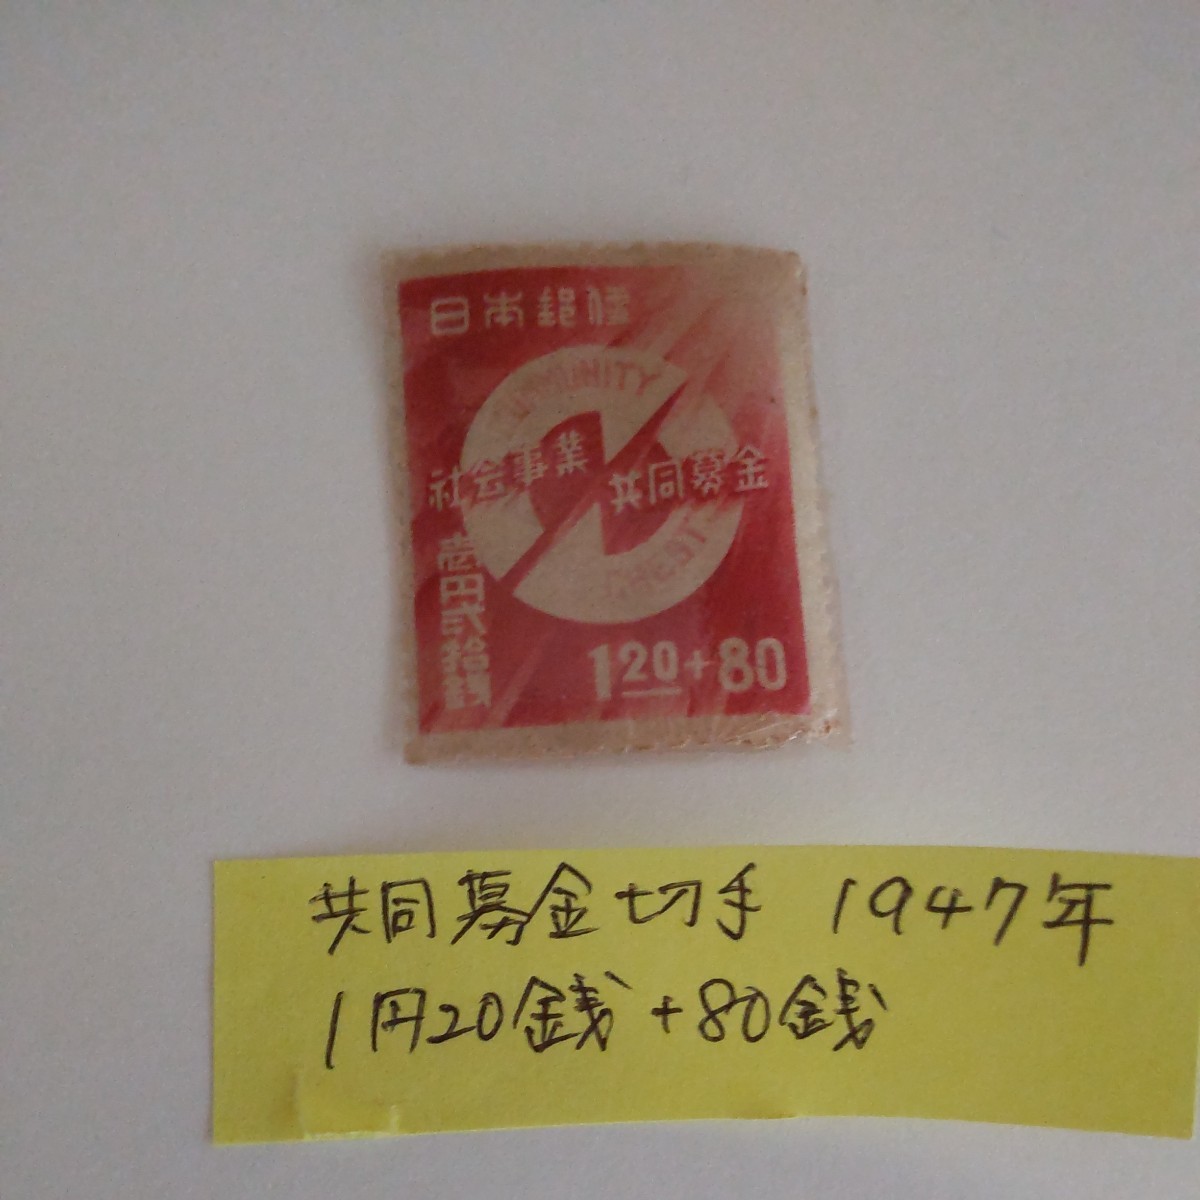 日本郵便
COMMUNITY
社会事業 共同募金
CHEST
壱円弐拾銭
1.20+80
共同募金切手 1947年
1円20銭+80銭